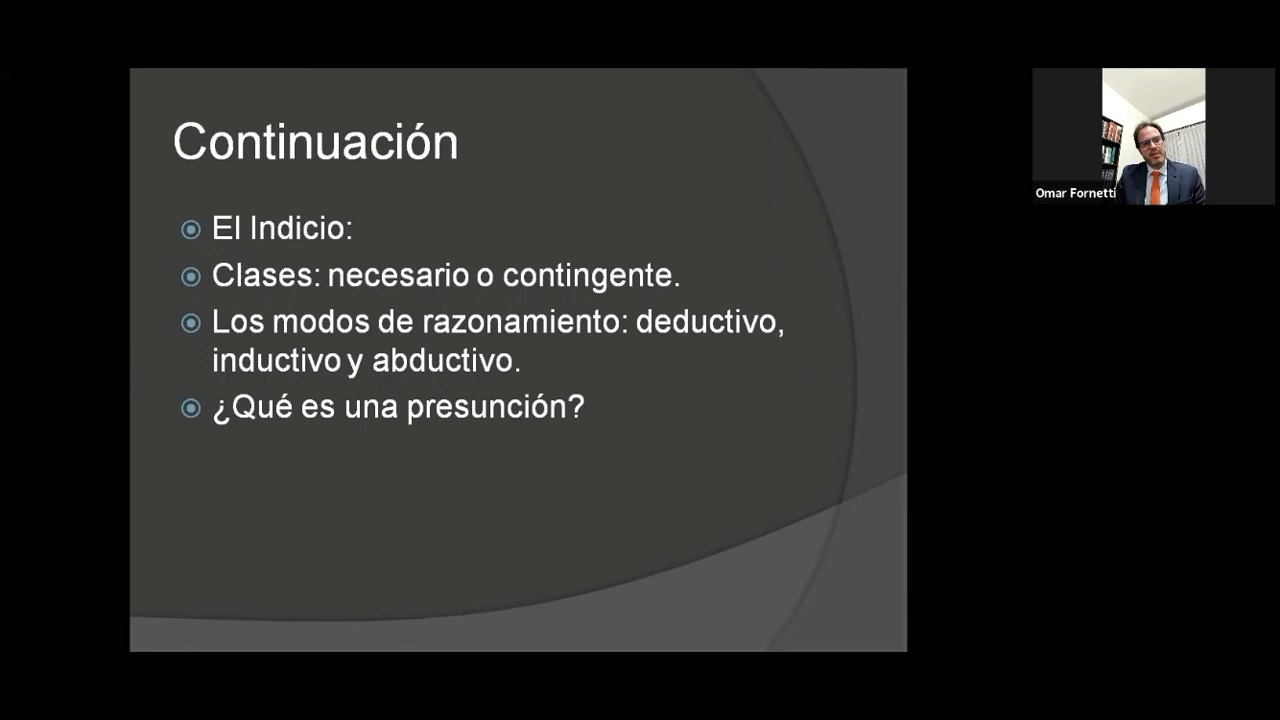 Continuación
El Indicio:
Clases: necesario o contingente.
Los modos de razonamiento: deductivo,
inductivo y abductivo.
¿Qué es una presunción?
Omar Fornetti